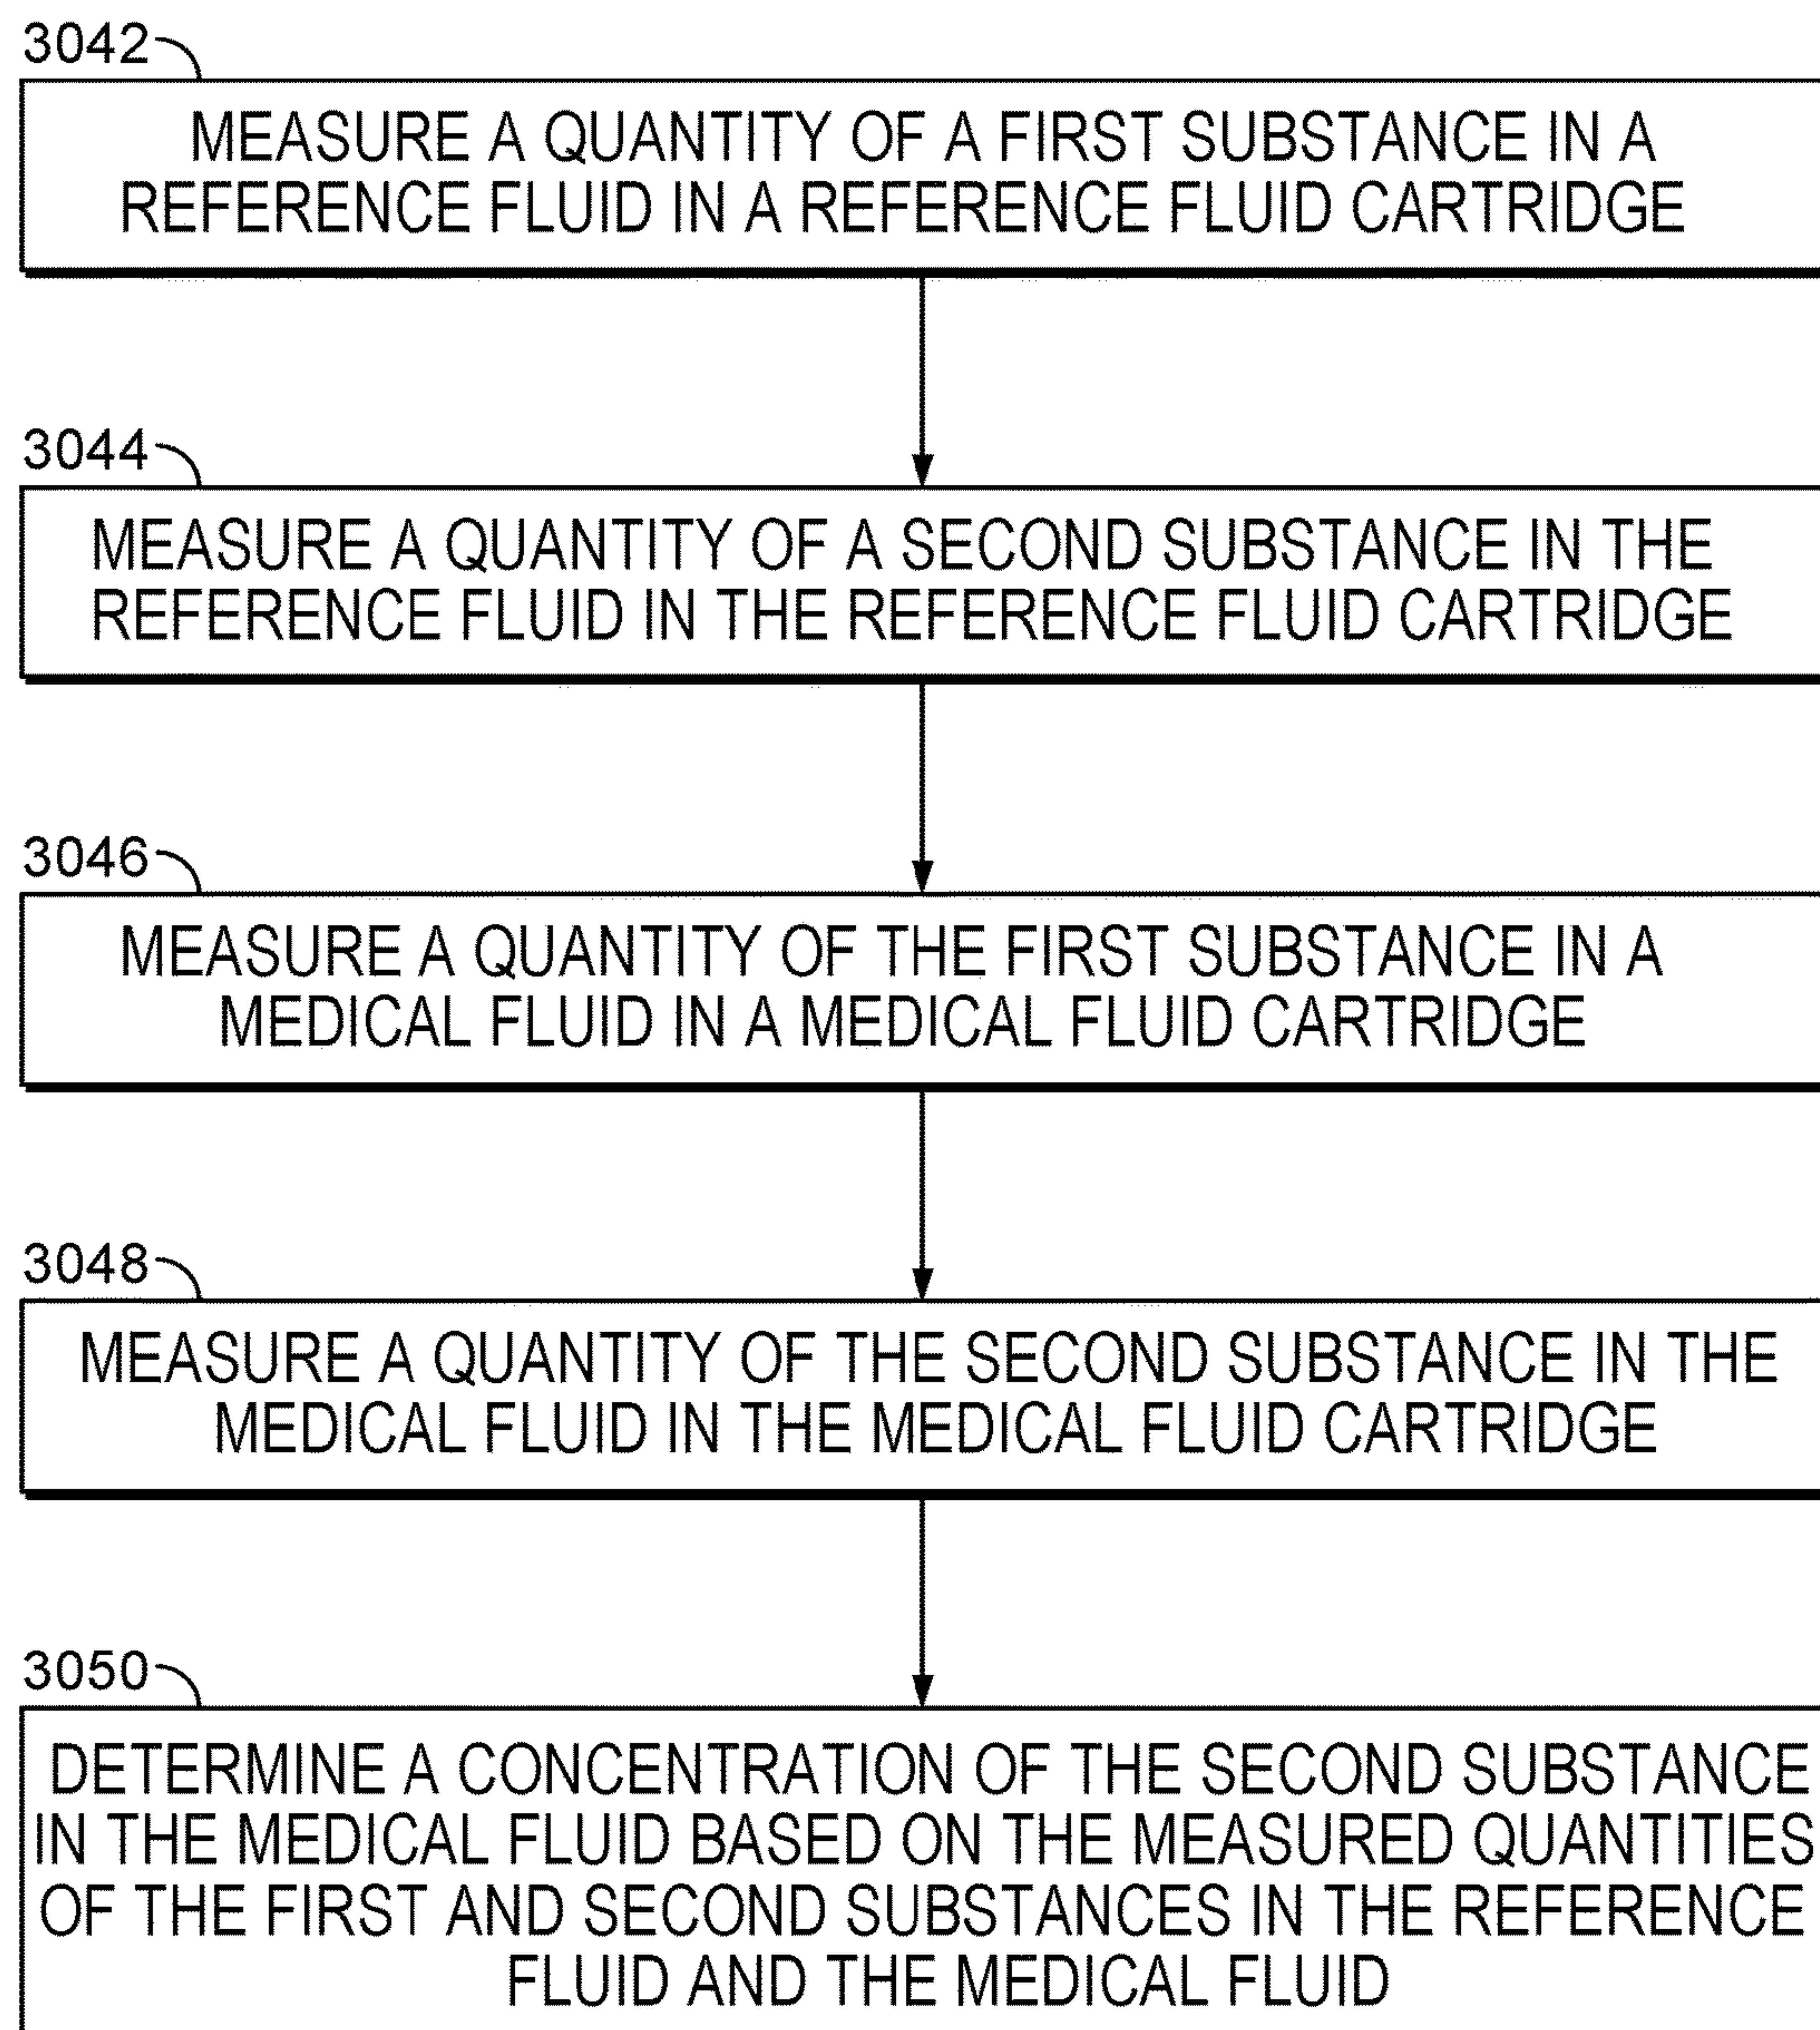 3042
MEASURE A QUANTITY OF A FIRST SUBSTANCE IN A
REFERENCE FLUID IN A REFERENCE FLUID CARTRIDGE
3044
MEASURE A QUANTITY OF A SECOND SUBSTANCE IN THE
REFERENCE FLUID IN THE REFERENCE FLUID CARTRIDGE
3046
MEASURE A QUANTITY OF THE FIRST SUBSTANCE IN A
MEDICAL FLUID IN A MEDICAL FLUID CARTRIDGE
3048
MEASURE A QUANTITY OF THE SECOND SUBSTANCE IN THE
MEDICAL FLUID IN THE MEDICAL FLUID CARTRIDGE
3050
DETERMINE A CONCENTRATION OF THE SECOND SUBSTANCE
IN THE MEDICAL FLUID BASED ON THE MEASURED QUANTITIES
OF THE FIRST AND SECOND SUBSTANCES IN THE REFERENCE
FLUID AND THE MEDICAL FLUID